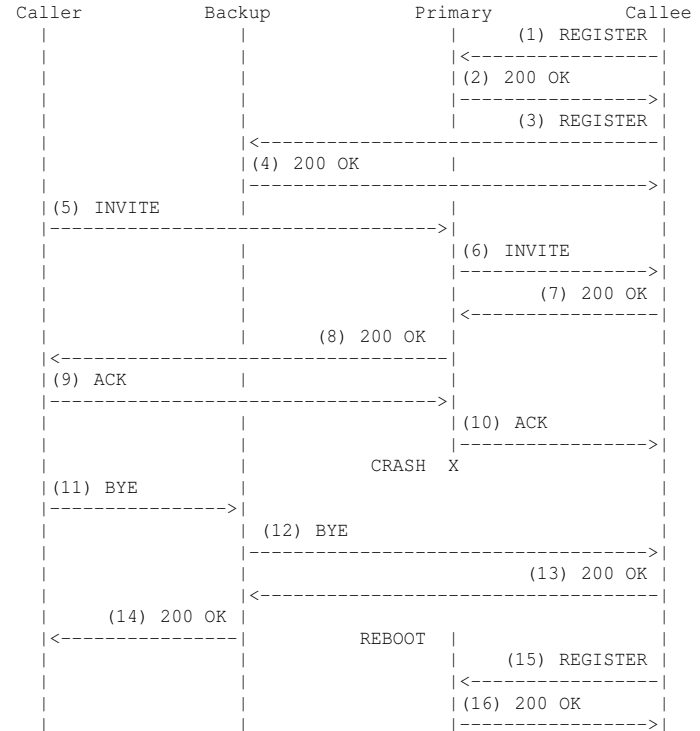 Caller Backup Primary Callee
(1) REGISTER
(2) 200 OK
(3) REGISTER
(4) 200 OK
(5) INVITE
(6) INVITE
(7) 200 OK
(8) 200 OK
(9) ACK
(10) ACK
CRASH X
(11) BYE
(12) BYE
(13) 200 OK
(14) 200 OK
REBOOT
(15) REGISTER
(16) 200 OK